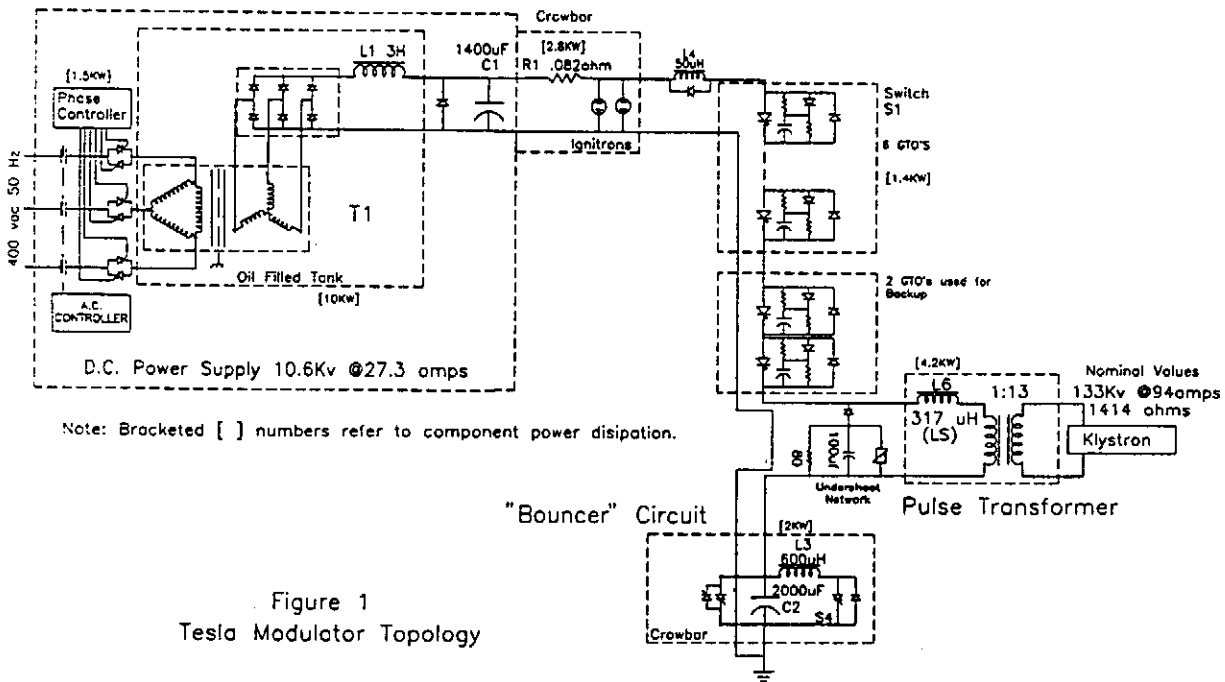 Crowbar
L1 3H
1400uF
C1
[2.8KW]
R1 .082ohm
L4
50uH
[1.5KW]
Phase
Controller
Ignitrons
Switch
S1
6 GTO'S
[1.4KW]
400 vac 50 Hz
T1
Oil Filled Tank
[10KW]
A.C.
CONTROLLER
2 GTO's used for
Backup
D.C. Power Supply 10.6Kv @27.3 amps
[4.2KW]
L6
317 uH
(LS)
1:13
Nominal Values
133Kv @94amps
1414 ohms
Klystron
Note: Bracketed [ ] numbers refer to component power disipation.
80
100uf
Undershoot
Network
Pulse Transformer
"Bouncer" Circuit
[2KW]
L3
600uH
2000uF
C2
S4
Crowbar
Figure 1
Tesla Modulator Topology